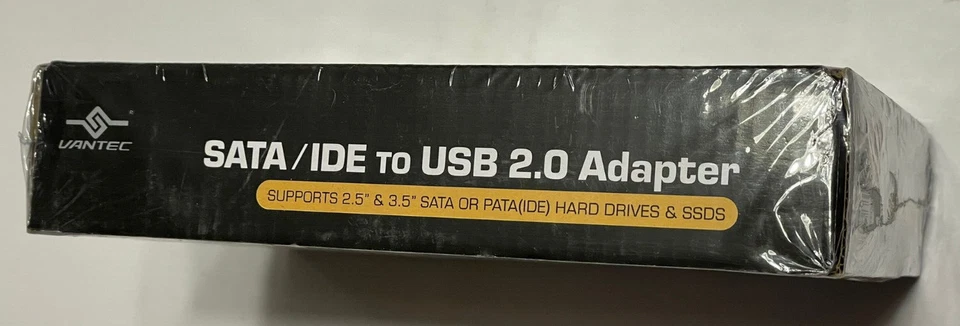 VANTEC
SATA/IDE TO USB 2.0 Adapter
SUPPORTS 2.5" & 3.5" SATA OR PATA(IDE) HARD DRIVES & SSDS